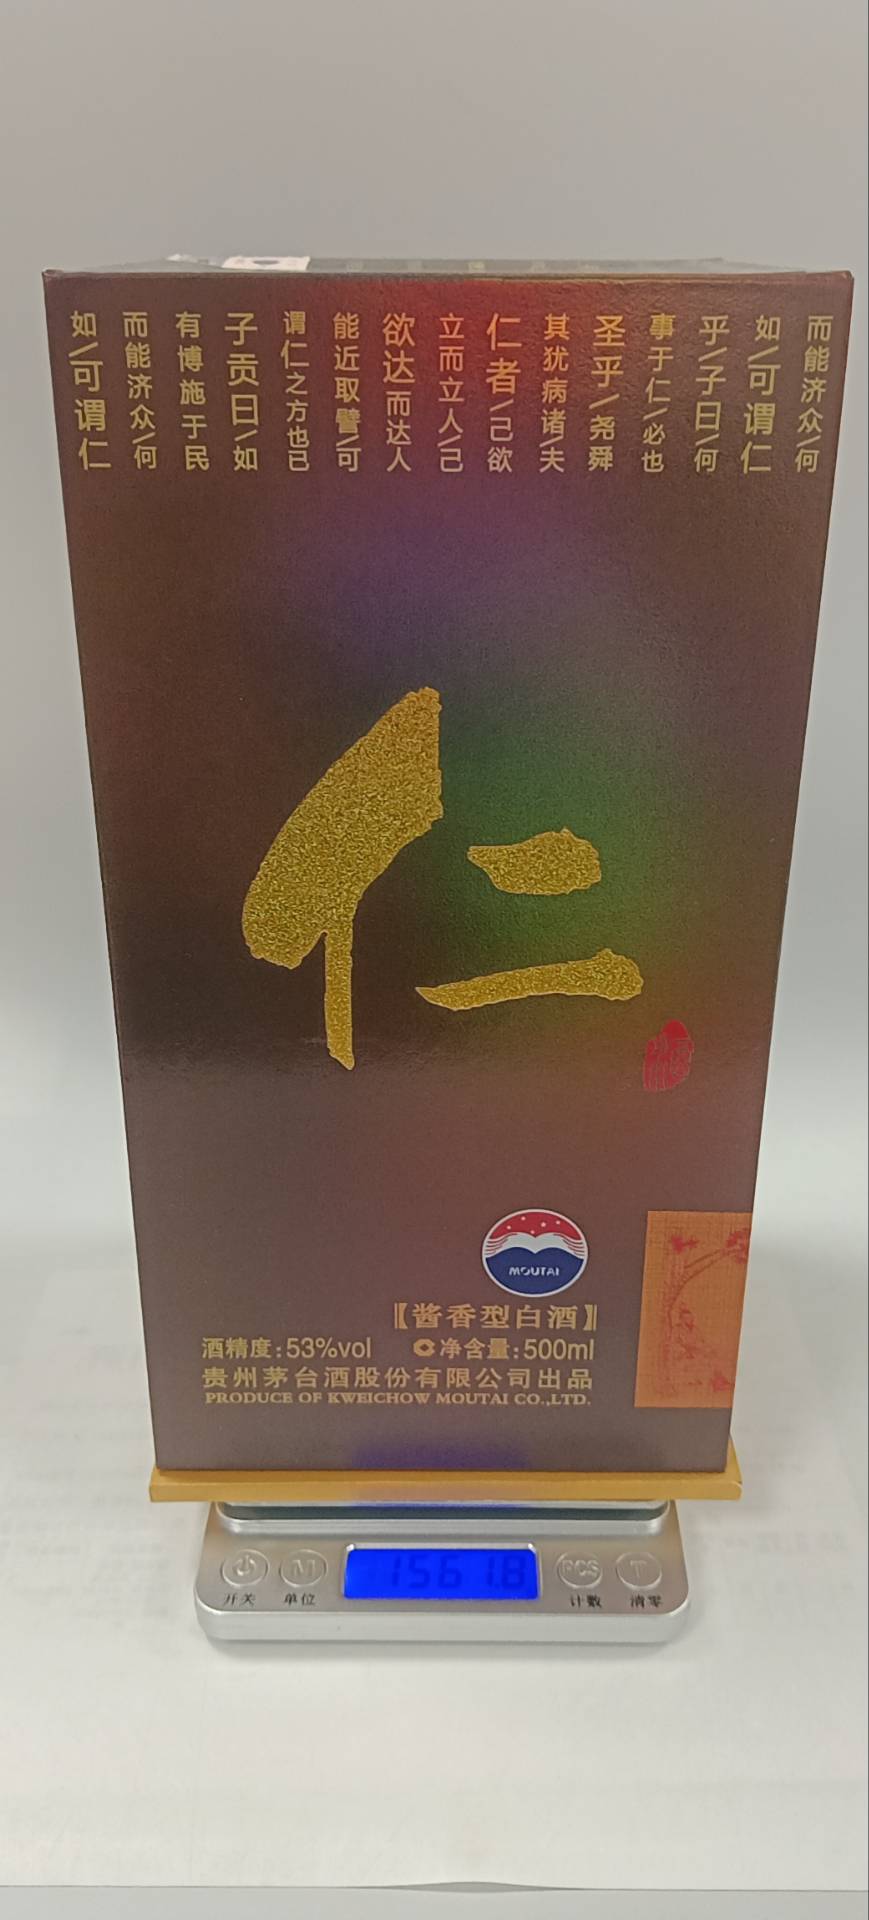 如/可谓仁
而能济众/何
有博施于民
子贡曰/如
谓仁之方也已
能近取譬/可
欲达而达人
立而立人/己
仁者/己欲
其犹病诸/夫
圣乎/尧舜
事于仁/必也
乎/子曰/何
如/可谓仁
而能济众/何
仁
MOUTAI
【酱香型白酒】
酒精度:53%vol 净含量:500ml
贵州茅台酒股份有限公司出品
PRODUCE OF KWEICHOW MOUTAI CO.,LTD.
M 1561.8 PCS T
开关 单位 计数 清零